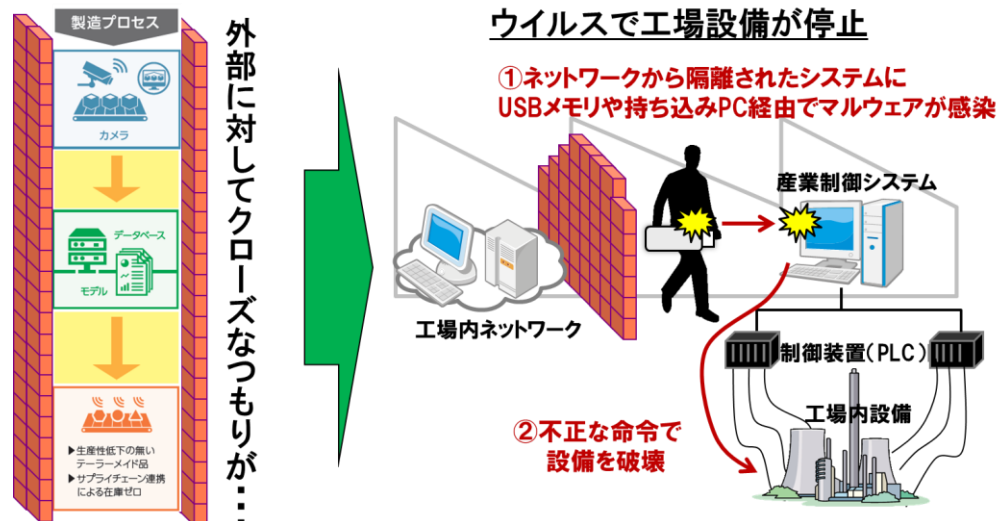 製造プロセス
カメラ
データベース
モデル
▶生産性低下の無い
テーラーメイド品
▶サプライチェーン連携
による在庫ゼロ
外部に対してクローズなつもりが・・・
ウイルスで工場設備が停止
①ネットワークから隔離されたシステムに
USBメモリや持ち込みPC経由でマルウェアが感染
産業制御システム
工場内ネットワーク
制御装置(PLC)
工場内設備
②不正な命令で
設備を破壊